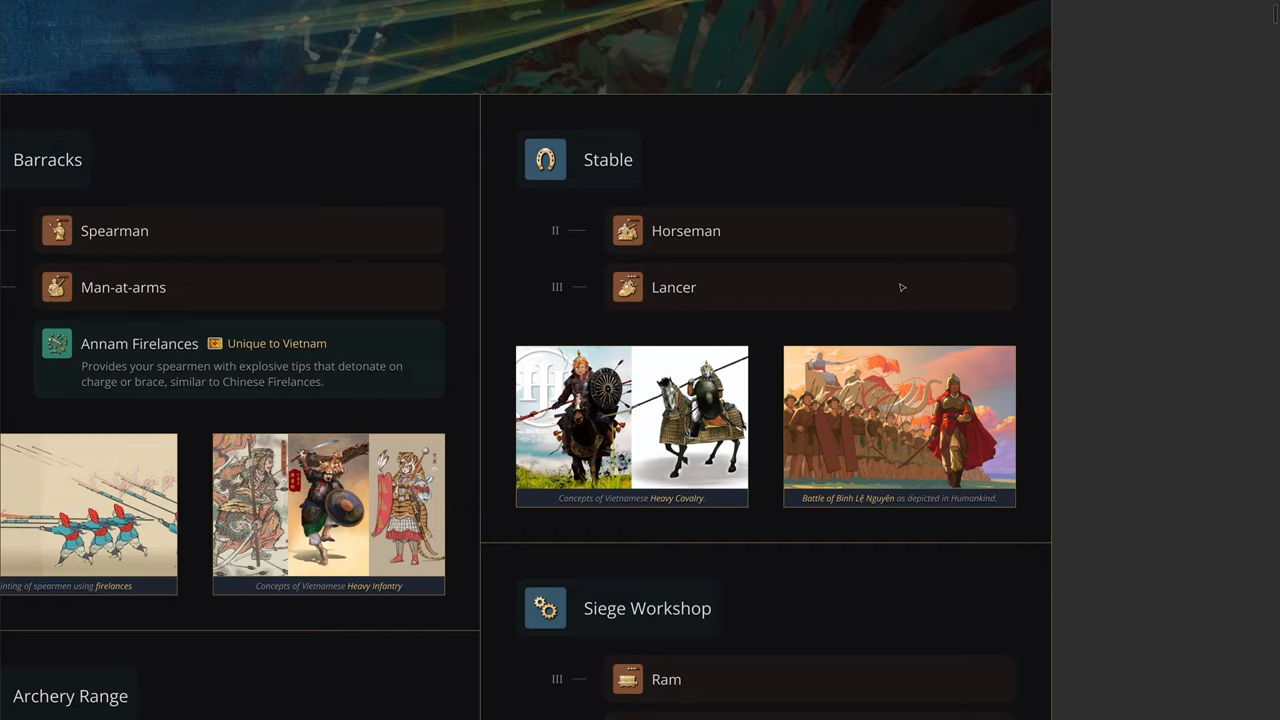 Barracks
Spearman
Man-at-arms
Annam Firelances Unique to Vietnam
Provides your spearmen with explosive tips that detonate on
charge or brace, similar to Chinese Firelances.
inting of spearmen using firelances
Concepts of Vietnamese Heavy Infantry
Archery Range
Stable
II Horseman
III Lancer
Concepts of Vietnamese Heavy Cavalry.
Battle of Bình Lệ Nguyên as depicted in Humankind.
Siege Workshop
III Ram